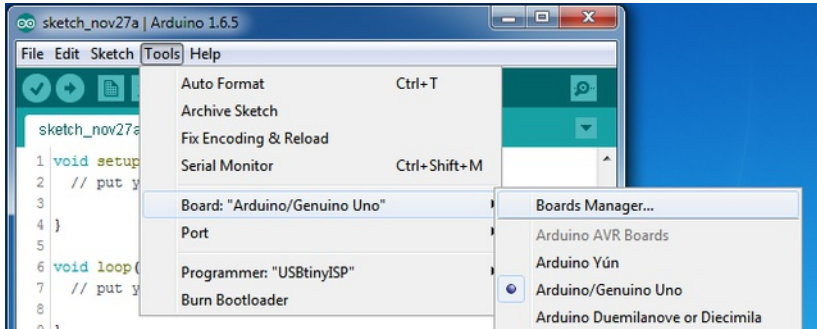 sketch_nov27a | Arduino 1.6.5
File Edit Sketch Tools Help
sketch_nov27a
1 void setup
2 // put y
3
4 }
5
6 void loop(
7 // put y
8
Auto Format Ctrl+T
Archive Sketch
Fix Encoding & Reload
Serial Monitor Ctrl+Shift+M
Board: "Arduino/Genuino Uno"
Port
Programmer: "USBtinyISP"
Burn Bootloader
Boards Manager...
Arduino AVR Boards
Arduino Yún
Arduino/Genuino Uno
Arduino Duemilanove or Diecimila